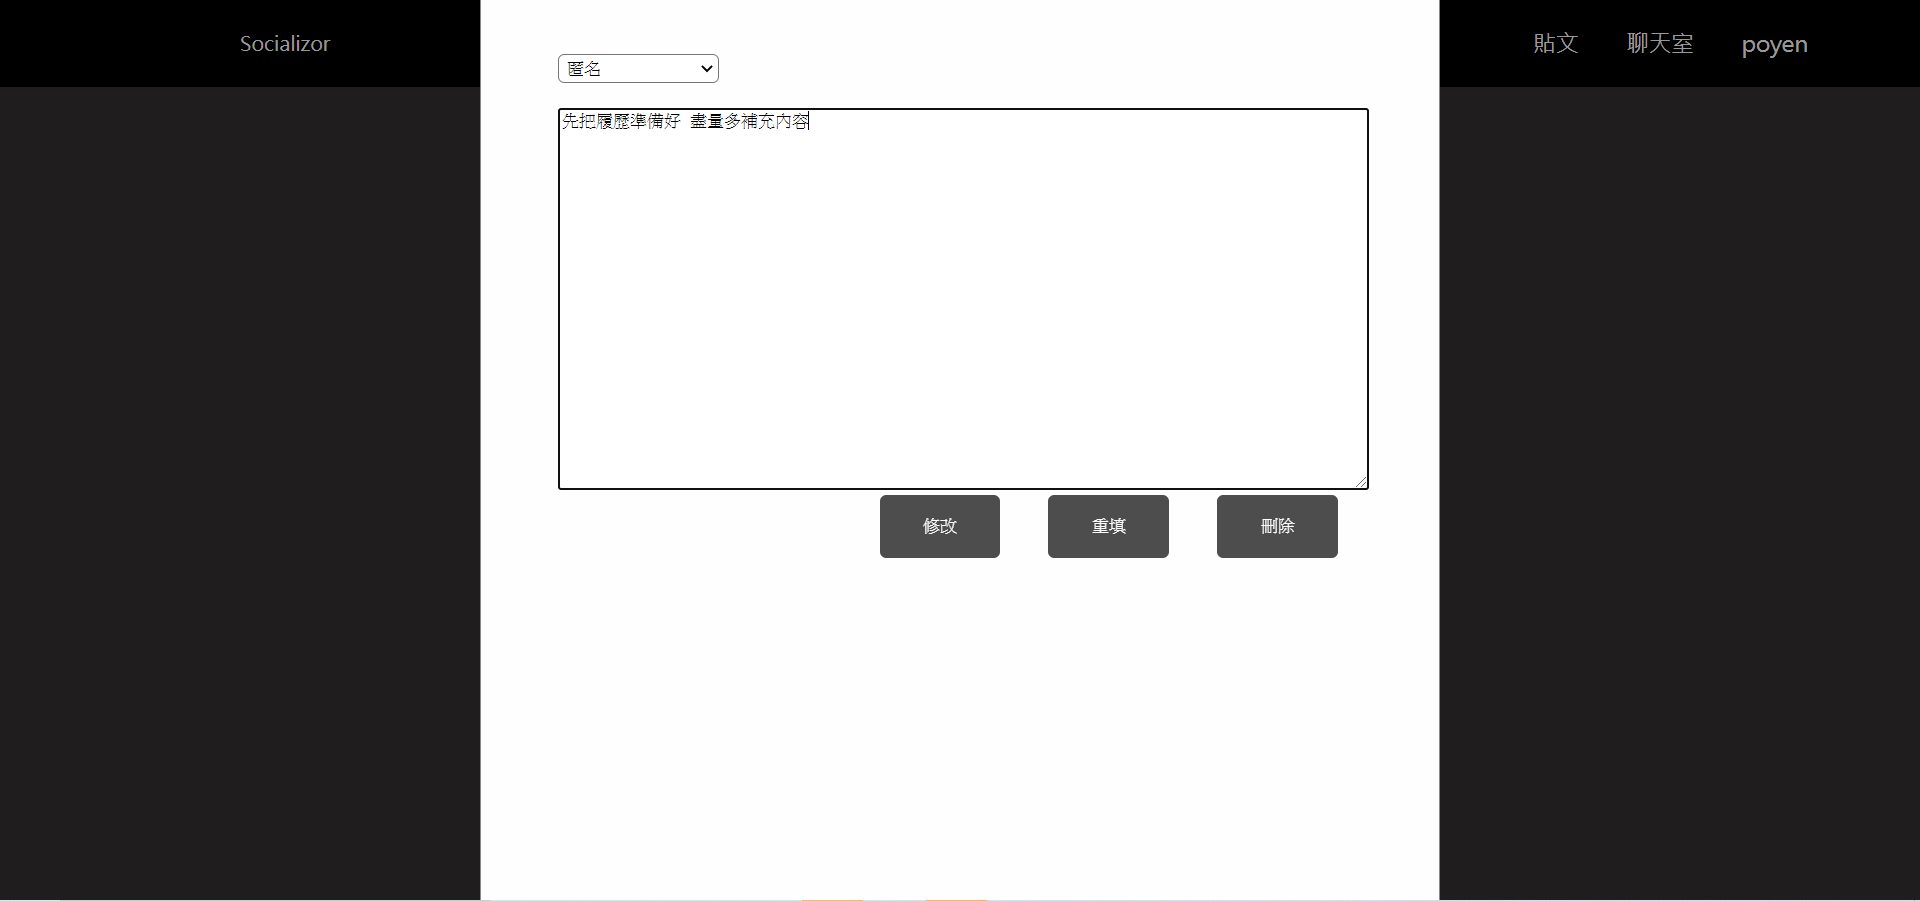 Socializor
貼文 聊天室 poyen
匿名
先把履歷準備好 盡量多補充內容
修改 重填 刪除